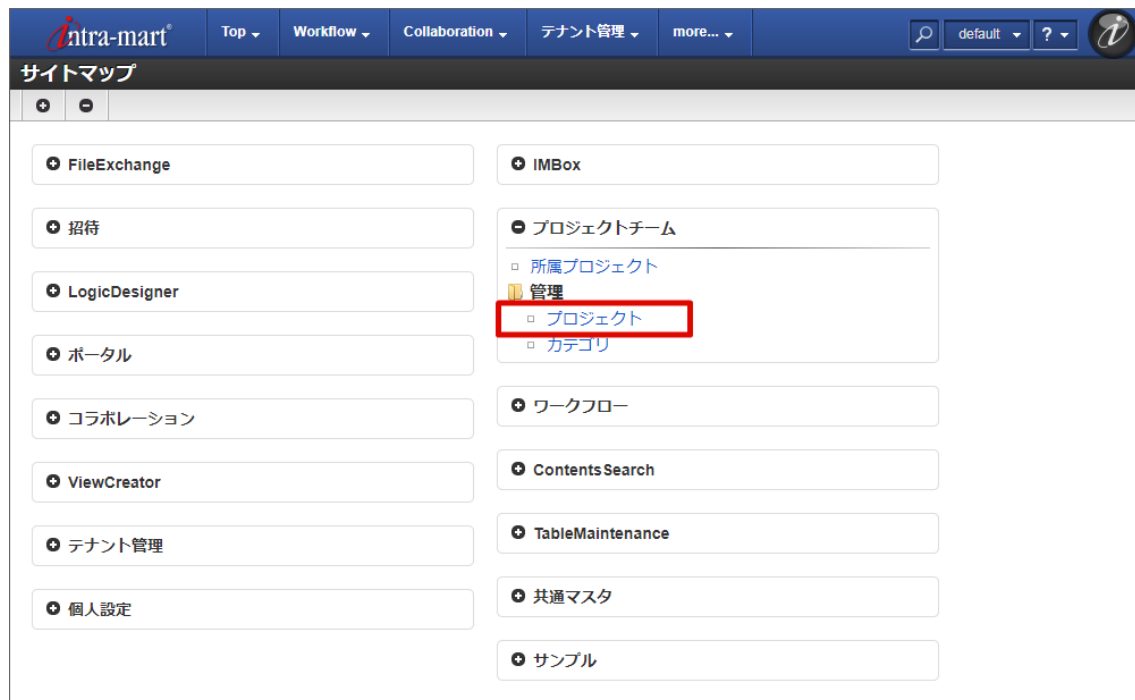 intra-mart® Top Workflow Collaboration テナント管理 more... default ?
サイトマップ
FileExchange
招待
LogicDesigner
ポータル
コラボレーション
ViewCreator
テナント管理
個人設定
IMBox
プロジェクトチーム
所属プロジェクト
管理
プロジェクト
カテゴリ
ワークフロー
ContentsSearch
TableMaintenance
共通マスタ
サンプル